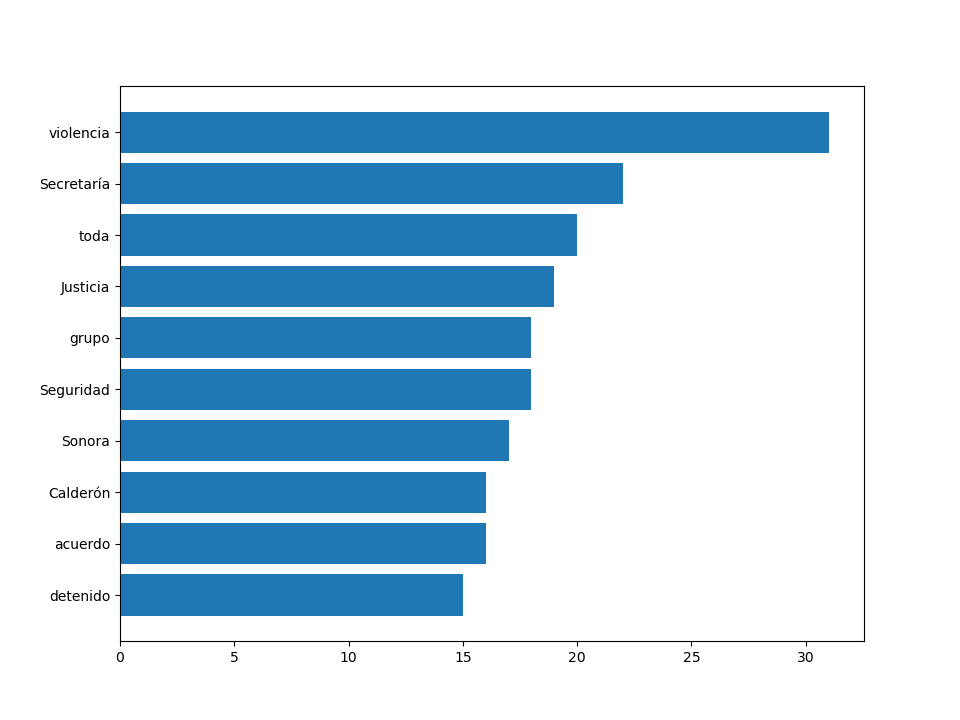 violencia
Secretaría
toda
Justicia
grupo
Seguridad
Sonora
Calderón
acuerdo
detenido
0 5 10 15 20 25 30